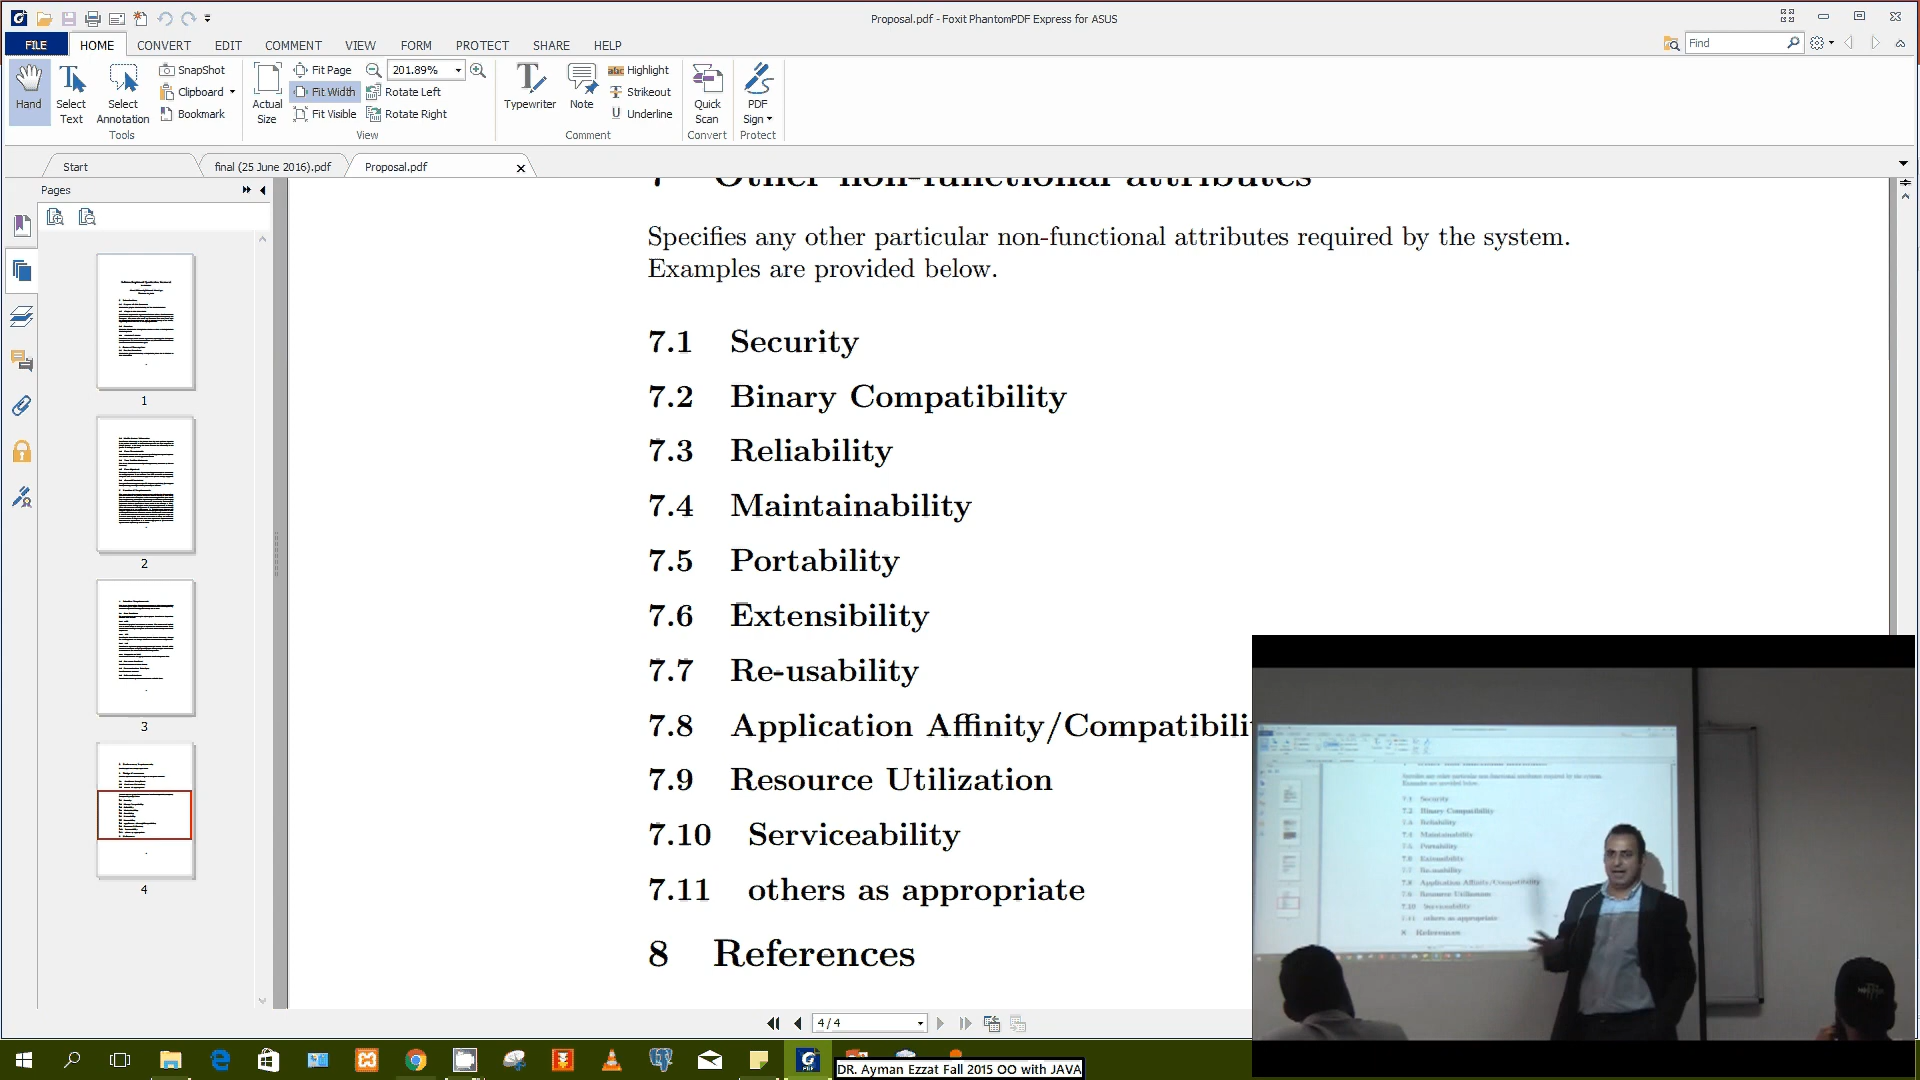 Proposal.pdf - Foxit PhantomPDF Express for ASUS
FILE HOME CONVERT EDIT COMMENT VIEW FORM PROTECT SHARE HELP
Find
Hand
Select Text
Select Annotation
SnapShot
Clipboard
Bookmark
Tools
Actual Size
Fit Page
Fit Width
Fit Visible
201.89%
Rotate Left
Rotate Right
View
Typewriter
Note
Highlight
Strikeout
Underline
Comment
Quick Scan
Convert
PDF Sign
Protect
Start
final (25 June 2016).pdf
Proposal.pdf
Pages
1
2
3
4
7 Other non-functional attributes
Specifies any other particular non-functional attributes required by the system.
Examples are provided below.
7.1 Security
7.2 Binary Compatibility
7.3 Reliability
7.4 Maintainability
7.5 Portability
7.6 Extensibility
7.7 Re-usability
7.8 Application Affinity/Compatibili
7.9 Resource Utilization
7.10 Serviceability
7.11 others as appropriate
8 References
4 / 4
DR. Ayman Ezzat Fall 2015 OO with JAVA